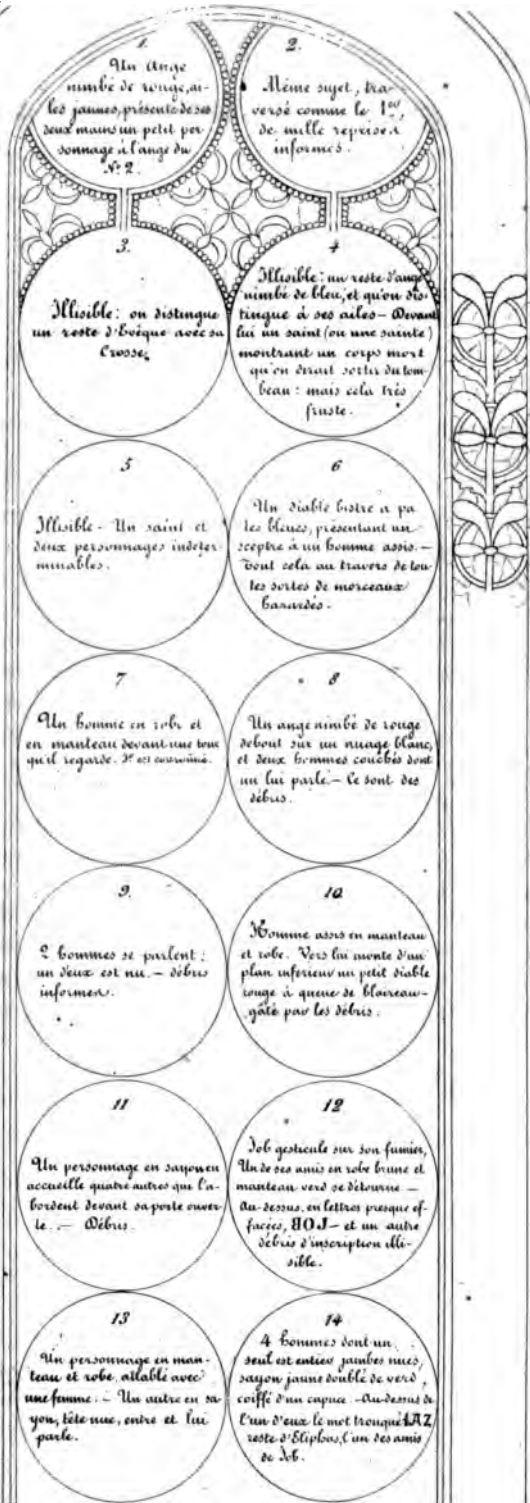 1.
Un Ange
nimbé de rouge, ai-
les jaunes, présente de ses
deux mains un petit per
sonnage à l'ange du
N° 2.
2.
Même sujet, tra
versé comme le 1er,
de mille reprises
informes.
3.
Illisible: on distingue
un reste d'Evêque avec sa
Crosse.
4
Illisible: un reste d'ange
nimbé de bleu, et qu'on dis-
tingue à ses ailes – Devant
lui un saint (ou une sainte)
montrant un corps mort
qu'on dirait sortir du tom-
beau: mais cela très
fruste.
5
Illisible – Un saint et
deux personnages indéter-
minables.
6
Un diable bistre a pa
tes bleues, présentant un
sceptre à un homme assis. –
Tout cela au travers de tou
tes sortes de morceaux
hazardés.
7
Un homme en robe et
en manteau devant une tour
qu'il regarde. Il est couronné.
8
Un ange nimbé de rouge
debout sur un nuage blanc,
et deux hommes couchés dont
un lui parle. – Ce sont des
débris.
9.
2 hommes se parlent;
un d'eux est nu. – débris
informes.
10
Homme assis en manteau
et robe. Vers lui monte d'un
plan inférieur un petit diable
rouge à queue de blaireau –
gâté par les débris.
11
Un personnage en sayon en
accueille quatre autres que l'a-
bordent devant sa porte ouver-
te. – Débris.
12
Job gesticule sur son fumier,
Un de ses amis en robe brune et
manteau verd se détourne –
Au-dessus, en lettres presque ef-
facées, BOJ – et un autre
débris d'inscription illi-
sible.
13
Un personnage en man-
teau et robe, attablé avec
une femme. – Un autre en sa
yon, tête nue, entre et lui
parle.
14
4 hommes dont un
seul est entier jambes nues,
sayon jaune doublé de verd,
coiffé d'un capuce. – Au-dessus de
l'un d'eux le mot tronqué
reste d'Eliphas, l'un des amis
de Job.